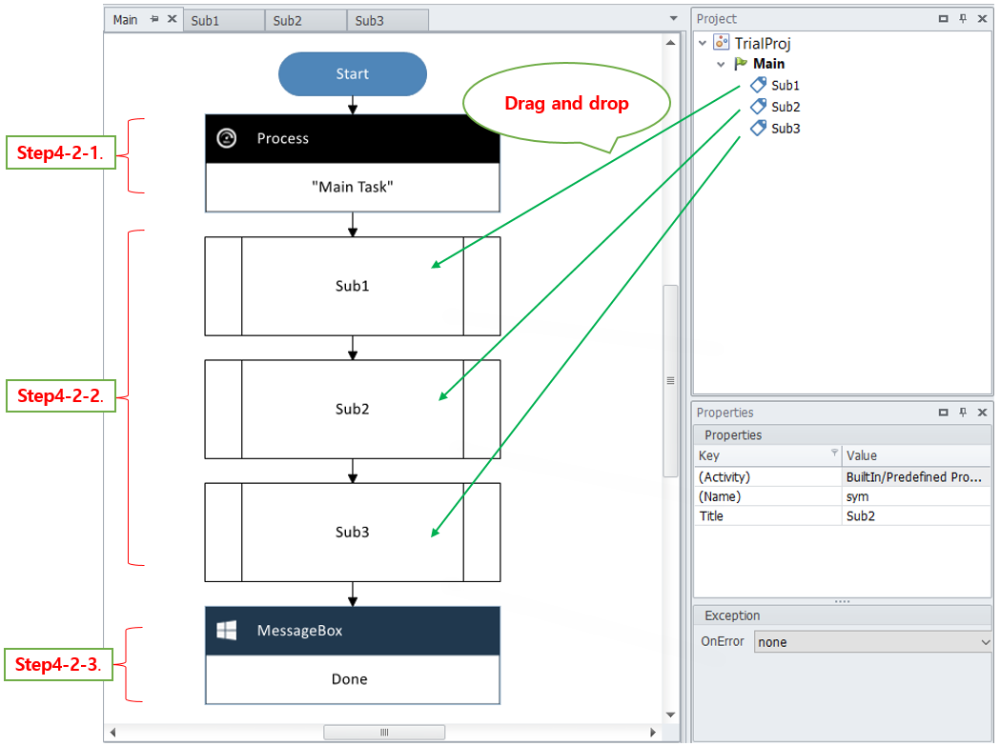 Main
Sub1
Sub2
Sub3
Project
TrialProj
Main
Sub1
Sub2
Sub3
Start
Drag and drop
Step4-2-1.
Process
"Main Task"
Step4-2-2.
Sub1
Sub2
Sub3
Step4-2-3.
MessageBox
Done
Properties
Properties
Key Value
(Activity) BuiltIn/Predefined Pro...
(Name) sym
Title Sub2
Exception
OnError none